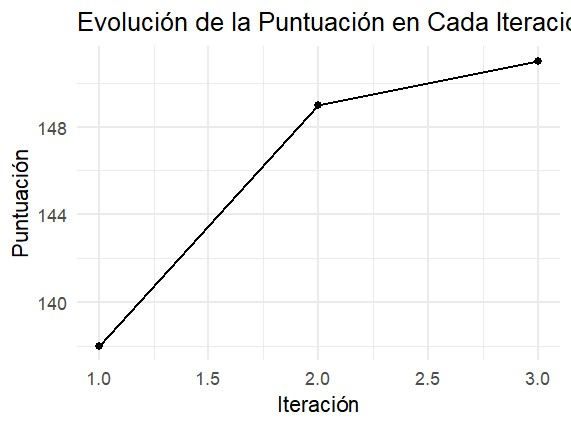 Evolución de la Puntuación en Cada Iteració
Puntuación
148
144
140
1.0 1.5 2.0 2.5 3.0
Iteración